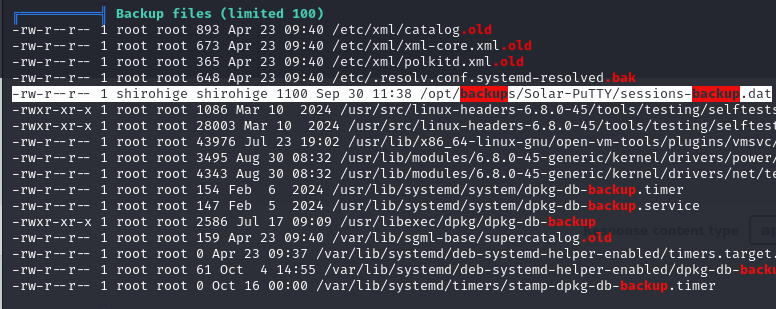 Backup files (limited 100)
-rw-r--r-- 1 root root 893 Apr 23 09:40 /etc/xml/catalog.old
-rw-r--r-- 1 root root 673 Apr 23 09:40 /etc/xml/xml-core.xml.old
-rw-r--r-- 1 root root 365 Apr 23 09:40 /etc/xml/polkitd.xml.old
-rw-r--r-- 1 root root 648 Apr 23 09:40 /etc/.resolv.conf.systemd-resolved.bak
-rw-r--r-- 1 shirohige shirohige 1100 Sep 30 11:38 /opt/backups/Solar-PuTTY/sessions-backup.dat
-rwxr-xr-x 1 root root 1086 Mar 10  2024 /usr/src/linux-headers-6.8.0-45/tools/testing/selftests
-rwxr-xr-x 1 root root 28003 Mar 10  2024 /usr/src/linux-headers-6.8.0-45/tools/testing/selftest
-rw-r--r-- 1 root root 43976 Jul 23 19:02 /usr/lib/x86_64-linux-gnu/open-vm-tools/plugins/vmsvc/
-rw-r--r-- 1 root root 3495 Aug 30 08:32 /usr/lib/modules/6.8.0-45-generic/kernel/drivers/power/
-rw-r--r-- 1 root root 4343 Aug 30 08:32 /usr/lib/modules/6.8.0-45-generic/kernel/drivers/net/te
-rw-r--r-- 1 root root 154 Feb  6  2024 /usr/lib/systemd/system/dpkg-db-backup.timer
-rw-r--r-- 1 root root 147 Feb  5  2024 /usr/lib/systemd/system/dpkg-db-backup.service
-rwxr-xr-x 1 root root 2586 Jul 17 09:09 /usr/libexec/dpkg/dpkg-db-backup
-rw-r--r-- 1 root root 159 Apr 23 09:40 /var/lib/sgml-base/supercatalog.old
-rw-r--r-- 1 root root 0 Apr 23 09:37 /var/lib/systemd/deb-systemd-helper-enabled/timers.target.
-rw-r--r-- 1 root root 61 Oct  4 14:55 /var/lib/systemd/deb-systemd-helper-enabled/dpkg-db-backu
-rw-r--r-- 1 root root 0 Oct 16 00:00 /var/lib/systemd/timers/stamp-dpkg-db-backup.timer